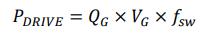 P_DRIVE = Q_G × V_G × f_sw